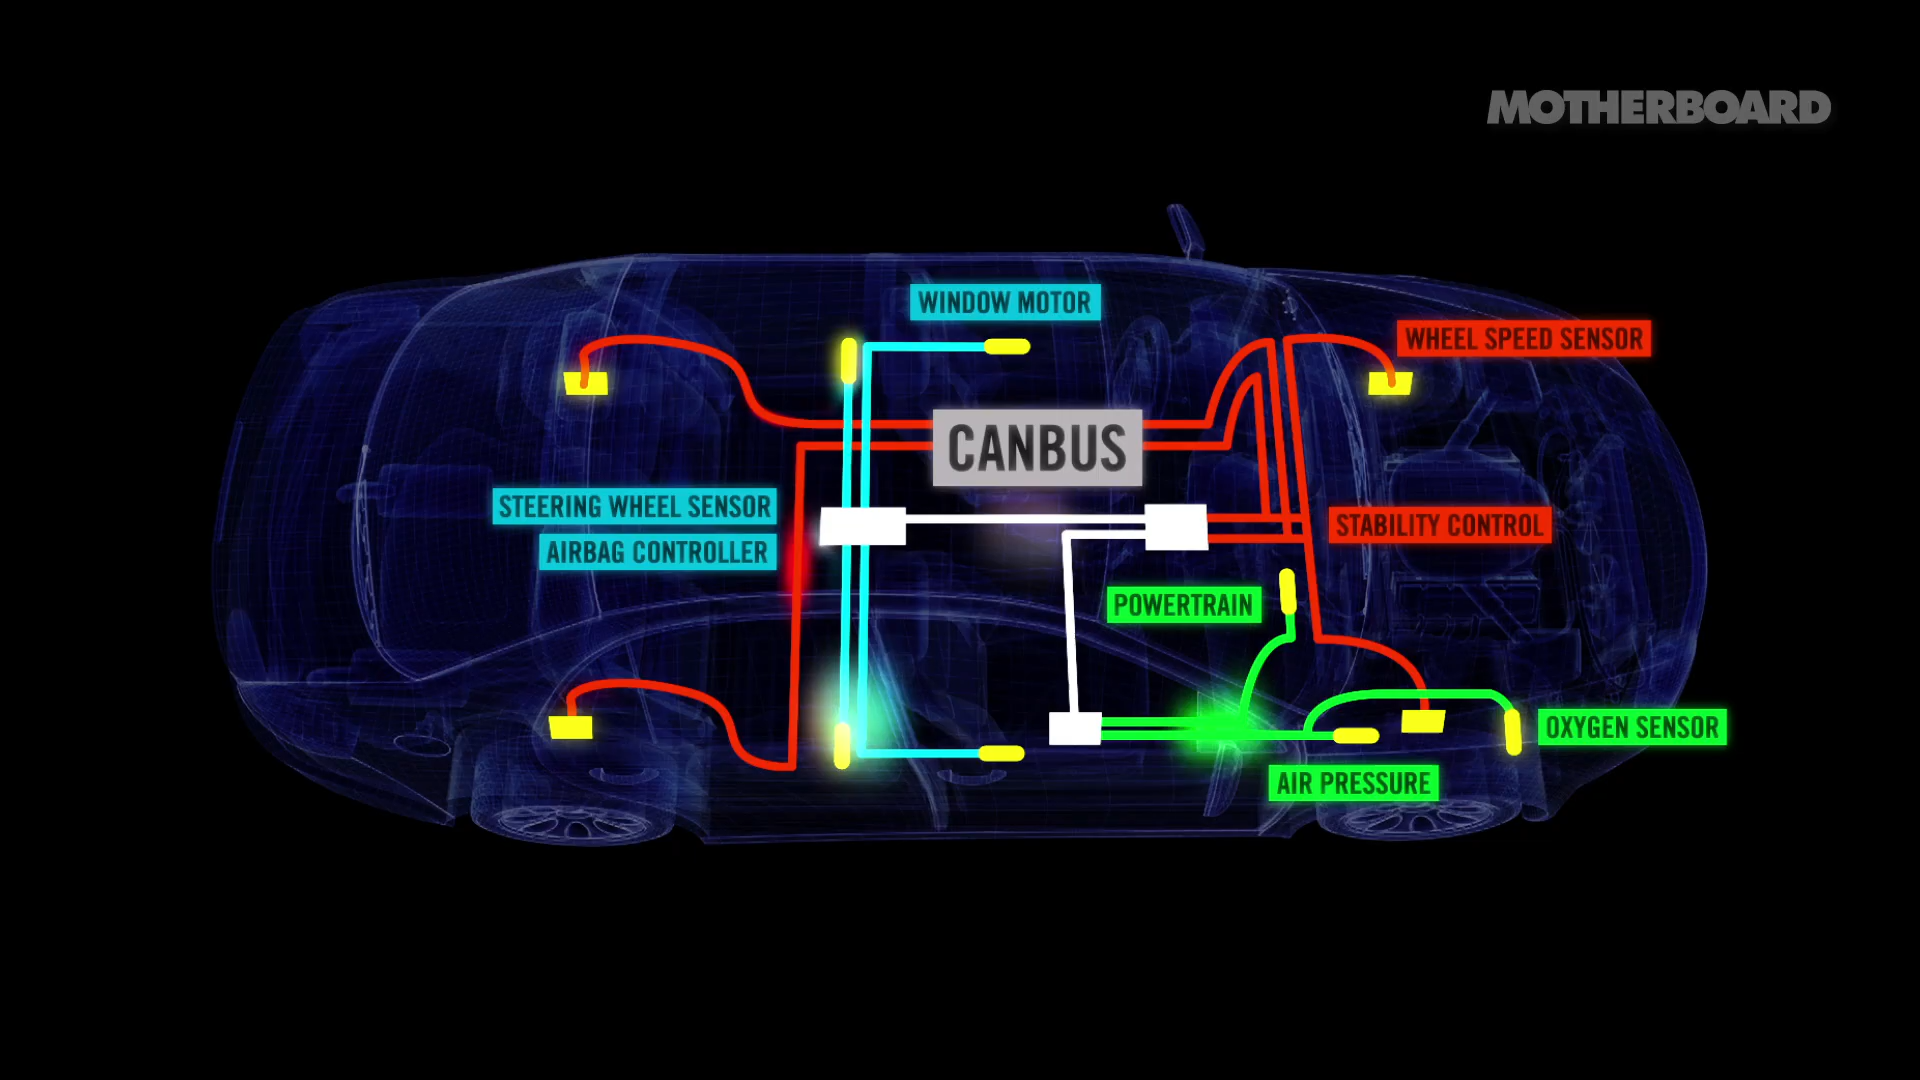 MOTHERBOARD
WINDOW MOTOR
WHEEL SPEED SENSOR
CANBUS
STEERING WHEEL SENSOR
AIRBAG CONTROLLER
STABILITY CONTROL
POWERTRAIN
OXYGEN SENSOR
AIR PRESSURE